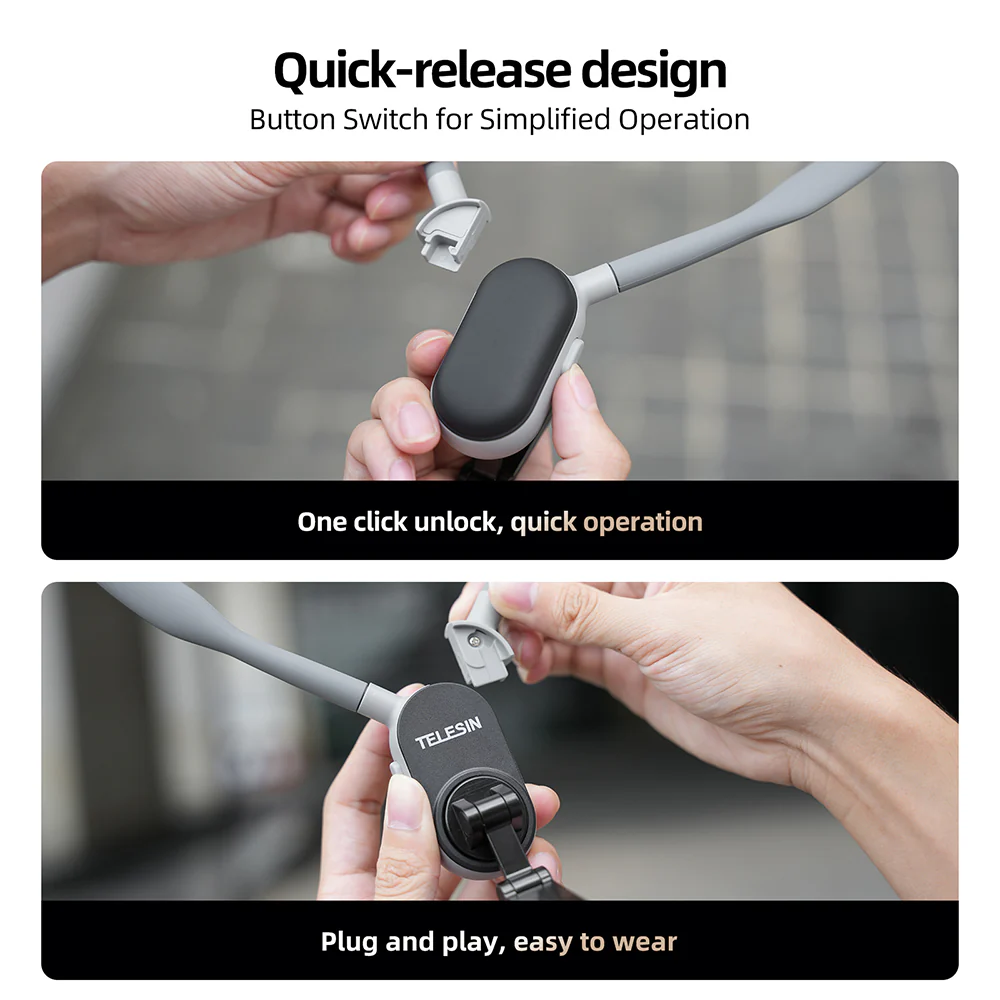 Quick-release design
Button Switch for Simplified Operation
One click unlock, quick operation
TELESIN
Plug and play, easy to wear